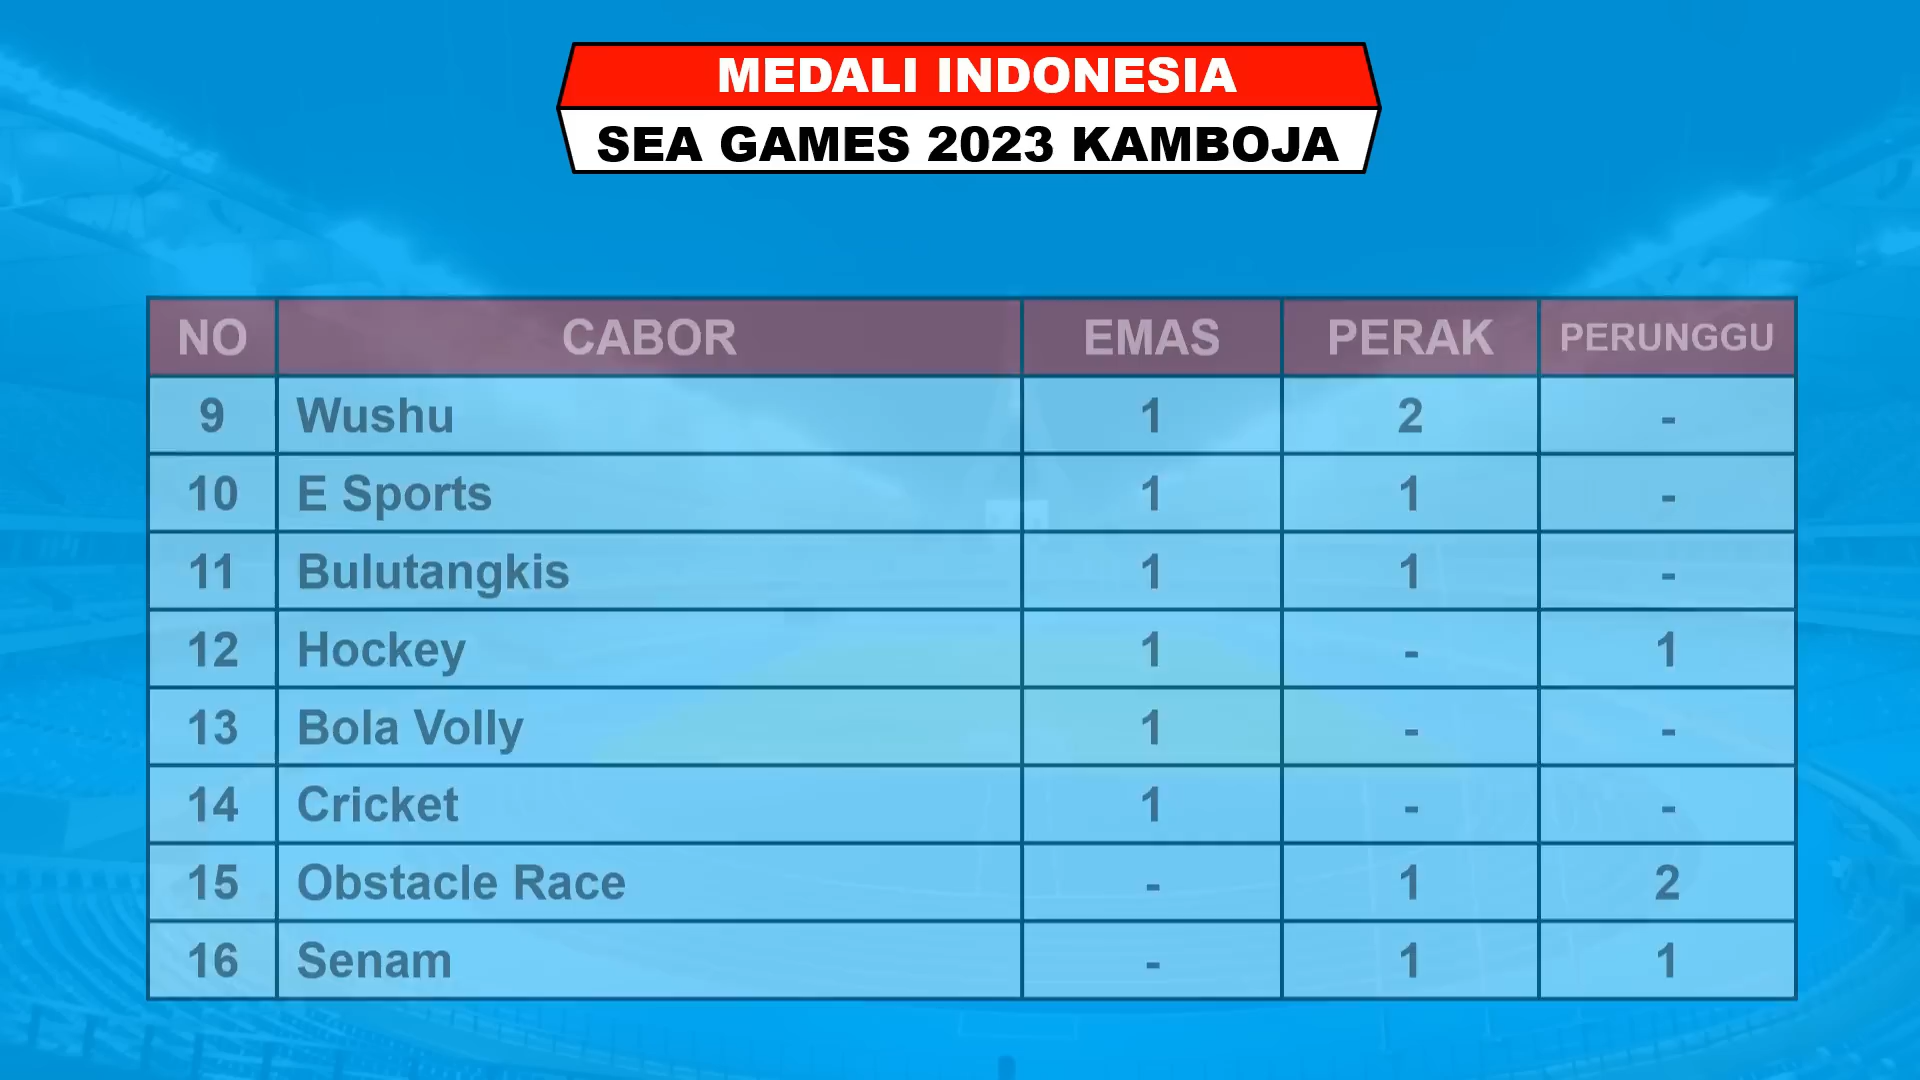 MEDALI INDONESIA
SEA GAMES 2023 KAMBOJA
NO CABOR EMAS PERAK PERUNGGU
9 Wushu 1 2 -
10 E Sports 1 1 -
11 Bulutangkis 1 1 -
12 Hockey 1 - 1
13 Bola Volly 1 - -
14 Cricket 1 - -
15 Obstacle Race - 1 2
16 Senam - 1 1